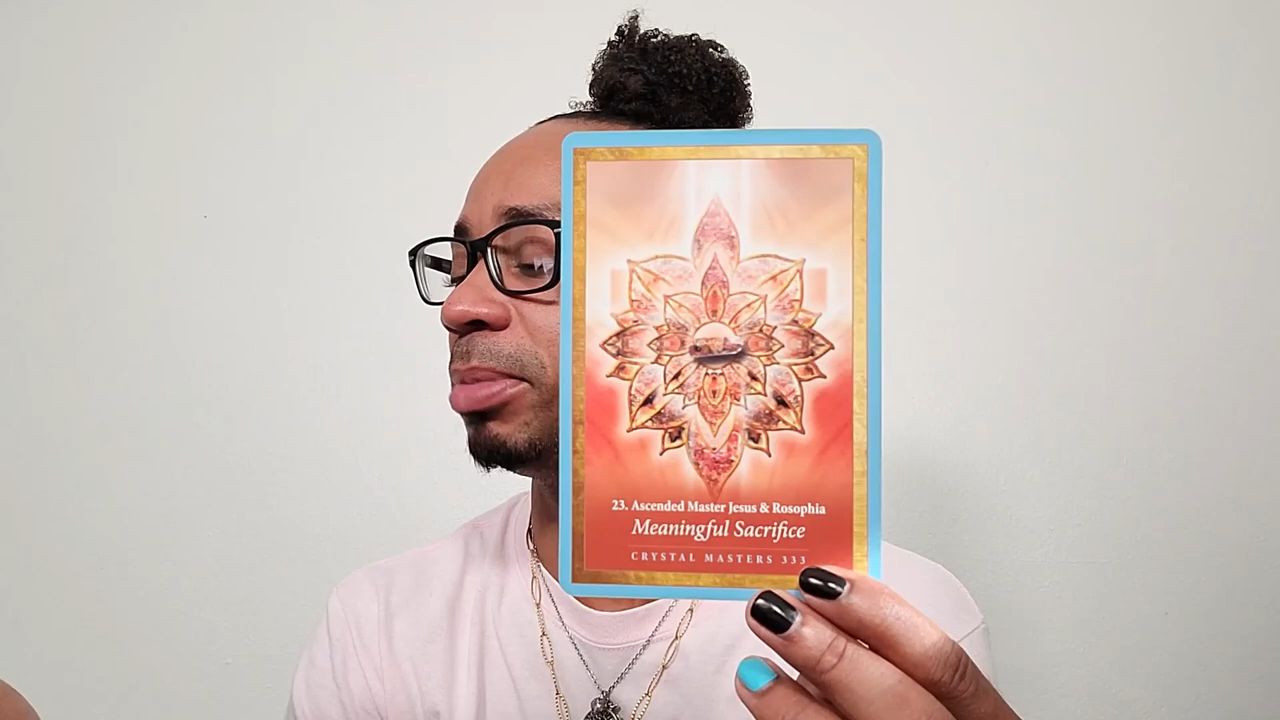 23. Ascended Master Jesus & Rosophia
Meaningful Sacrifice
CRYSTAL MASTERS 333